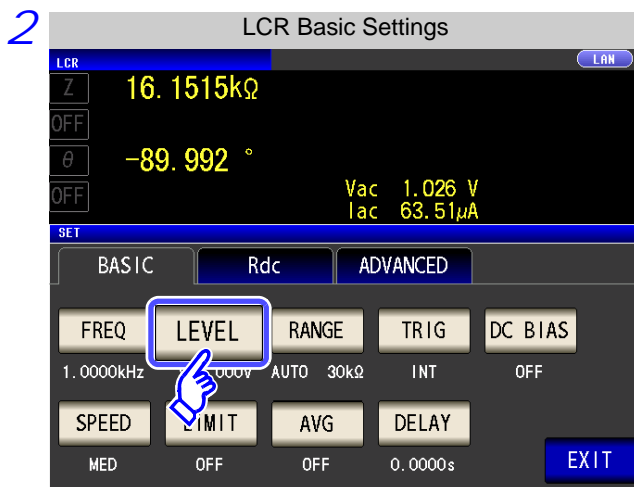 2
LCR Basic Settings
LCR
LAN
Z 16.1515kΩ
OFF
θ -89.992 °
OFF
Vac 1.026 V
Iac 63.51μA
SET
BASIC Rdc ADVANCED
FREQ LEVEL RANGE TRIG DC BIAS
1.0000kHz AUTO 30kΩ INT OFF
SPEED LIMIT AVG DELAY
MED OFF OFF 0.0000s
EXIT